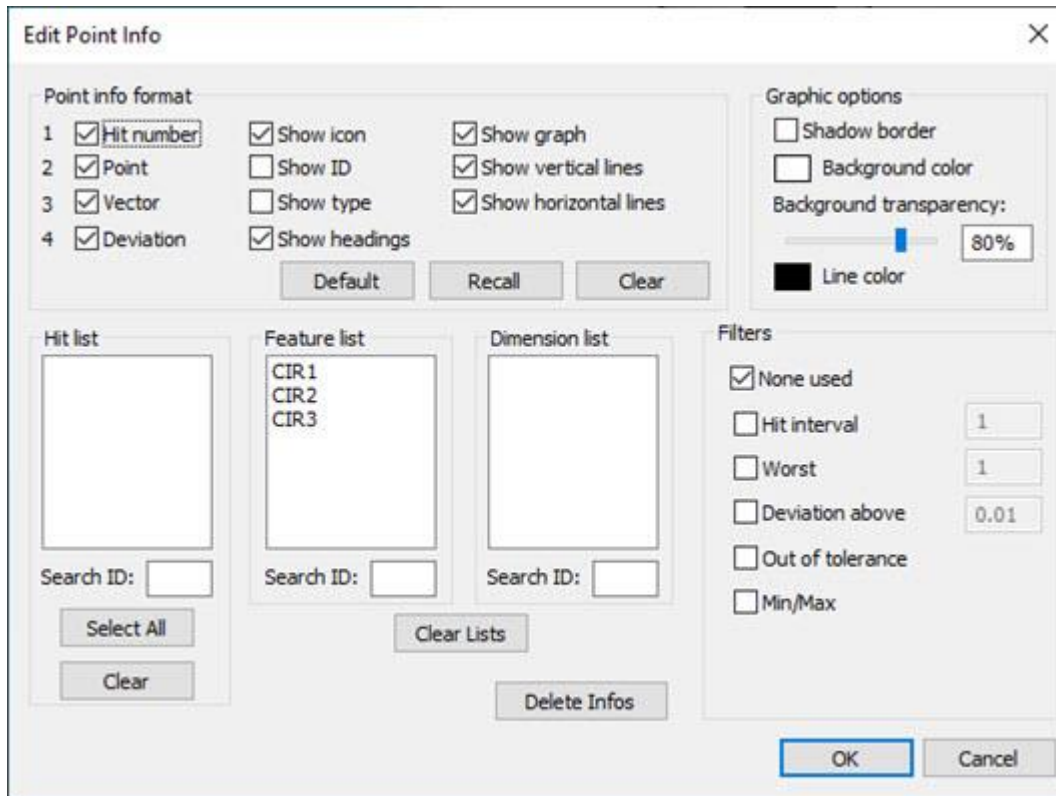 Edit Point Info
Point info format
1 Hit number Show icon Show graph
2 Point Show ID Show vertical lines
3 Vector Show type Show horizontal lines
4 Deviation Show headings
Default Recall Clear
Graphic options
Shadow border
Background color
Background transparency:
80%
Line color
Hit list
Search ID:
Select All
Clear
Feature list
CIR1
CIR2
CIR3
Search ID:
Dimension list
Search ID:
Clear Lists
Delete Infos
Filters
None used
Hit interval 1
Worst 1
Deviation above 0.01
Out of tolerance
Min/Max
OK Cancel